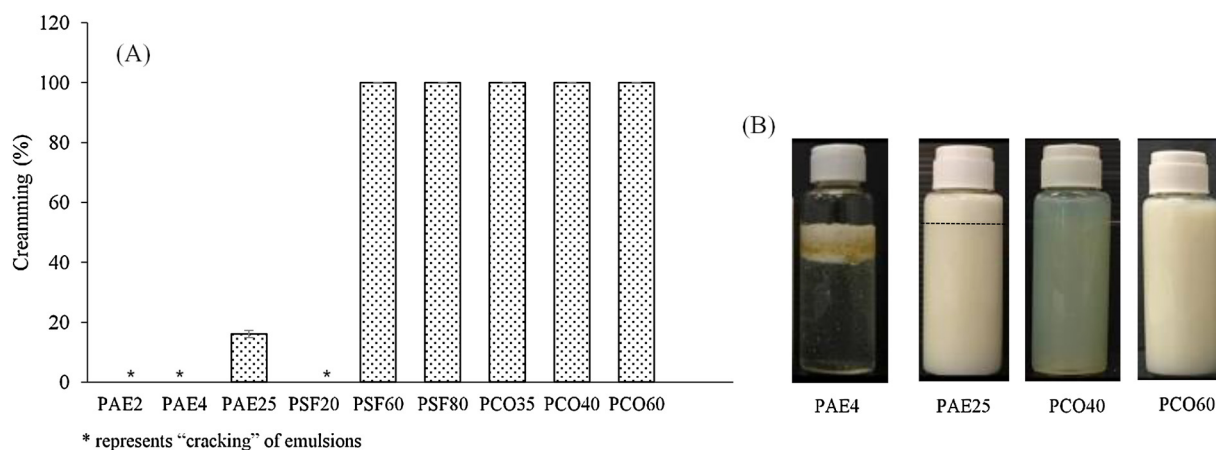 (A)
Creamming (%)
120
100
80
60
40
20
0
* * *
PAE2 PAE4 PAE25 PSF20 PSF60 PSF80 PCO35 PCO40 PCO60
* represents “cracking” of emulsions
(B)
PAE4 PAE25 PCO40 PCO60